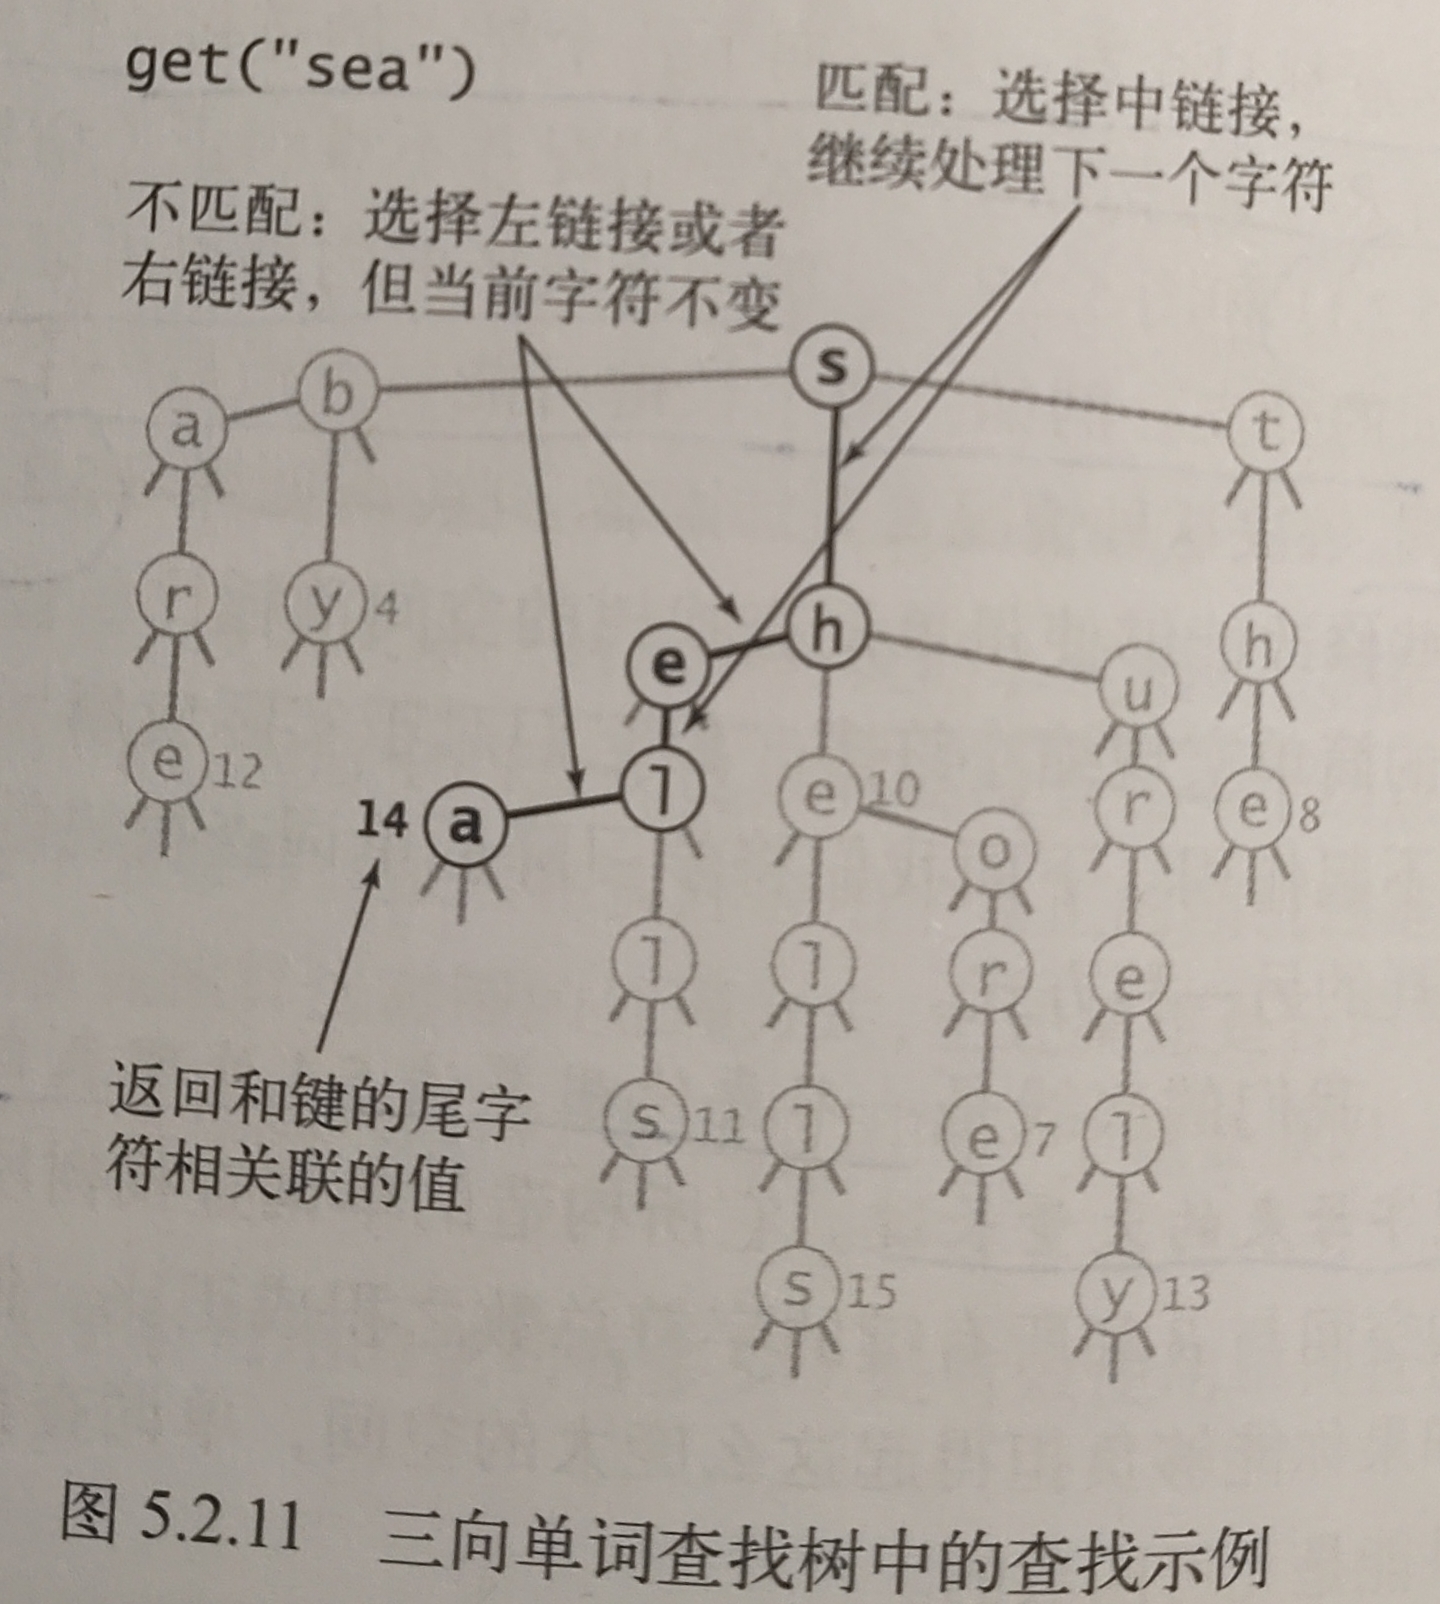 get("sea")
匹配：选择中链接，
继续处理下一个字符
不匹配：选择左链接或者
右链接，但当前字符不变
s
b
a
t
r
y 4
h
h
e
u
e 12
l
e 10
r
e 8
14 a
o
l
l
r
e
s 11
l
e 7
l
s 15
y 13
返回和键的尾字
符相关联的值
图 5.2.11 三向单词查找树中的查找示例